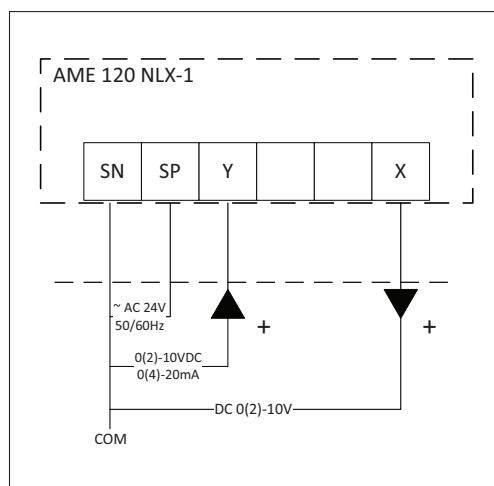 AME 120 NLX-1
SN SP Y X
~ AC 24V
50/60Hz
+ +
0(2)-10VDC
0(4)-20mA
DC 0(2)-10V
COM